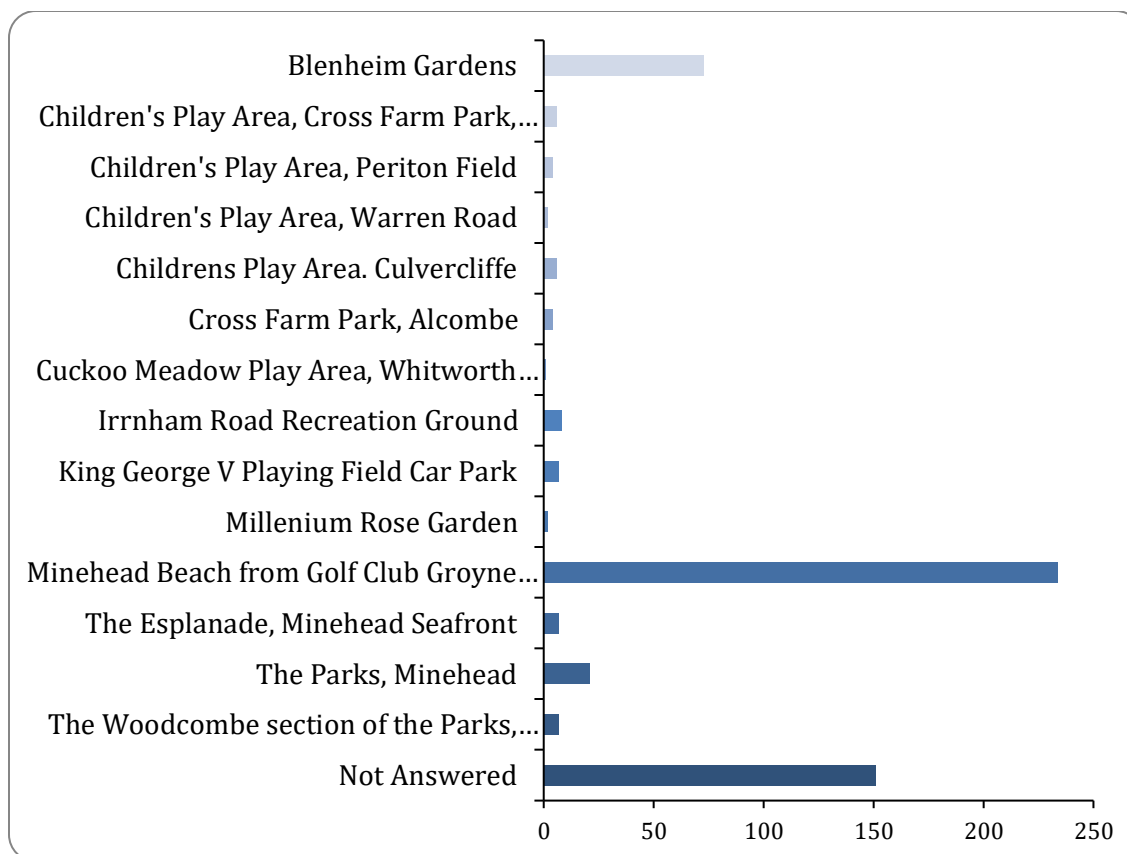 Blenheim Gardens
Children's Play Area, Cross Farm Park,...
Children's Play Area, Periton Field
Children's Play Area, Warren Road
Childrens Play Area. Culvercliffe
Cross Farm Park, Alcombe
Cuckoo Meadow Play Area, Whitworth...
Irrnham Road Recreation Ground
King George V Playing Field Car Park
Millenium Rose Garden
Minehead Beach from Golf Club Groyne...
The Esplanade, Minehead Seafront
The Parks, Minehead
The Woodcombe section of the Parks,...
Not Answered
0 50 100 150 200 250